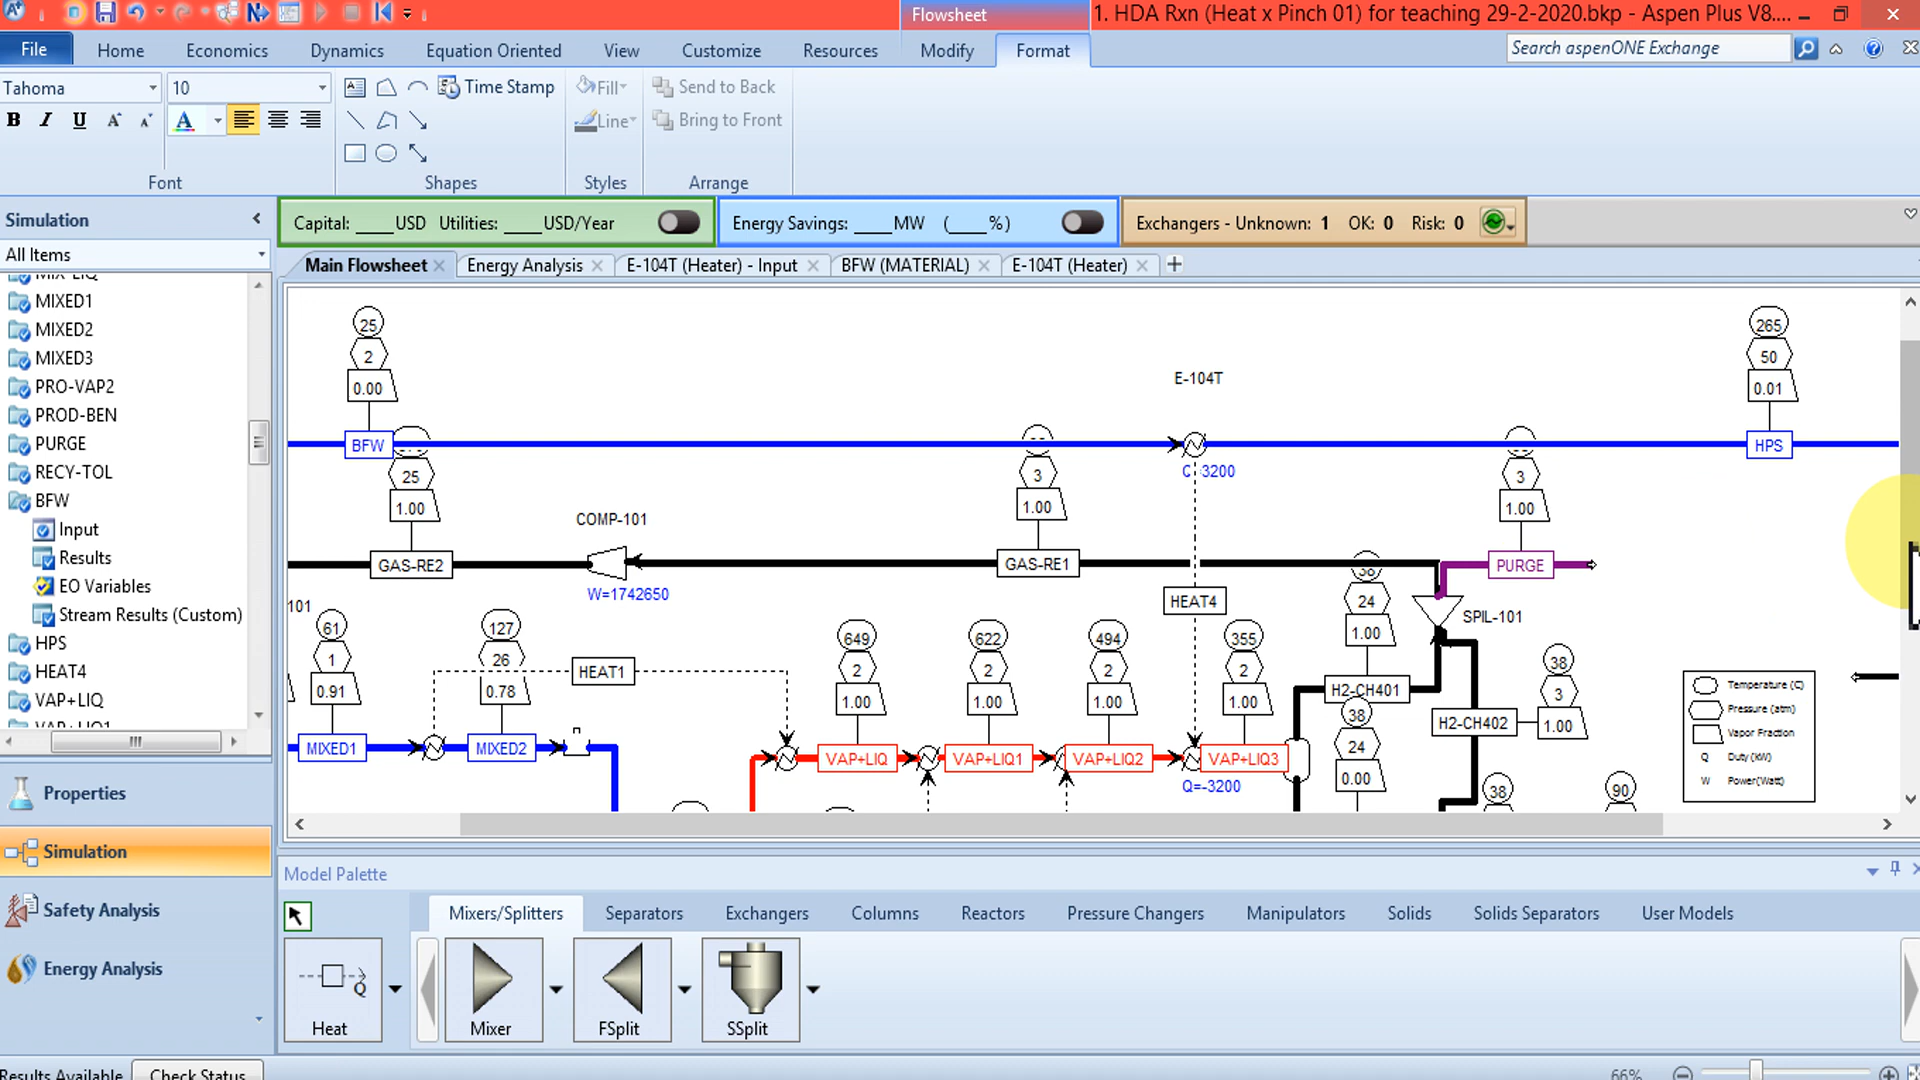 Flowsheet
1. HDA Rxn (Heat x Pinch 01) for teaching 29-2-2020.bkp - Aspen Plus V8....
File Home Economics Dynamics Equation Oriented View Customize Resources Modify Format
Search aspenONE Exchange
Tahoma 10
Time Stamp
Fill
Line
Send to Back
Bring to Front
B I U A A A
Font Shapes Styles Arrange
Simulation
All Items
Capital: ____USD Utilities: ____USD/Year
Energy Savings: ____MW (____%)
Exchangers - Unknown: 1 OK: 0 Risk: 0
Main Flowsheet Energy Analysis E-104T (Heater) - Input BFW (MATERIAL) E-104T (Heater)
MIX-LIQ
MIXED1
MIXED2
MIXED3
PRO-VAP2
PROD-BEN
PURGE
RECY-TOL
BFW
Input
Results
EO Variables
Stream Results (Custom)
HPS
HEAT4
VAP+LIQ
VAP+LIQ1
Properties
Simulation
Safety Analysis
Energy Analysis
25
2
0.00
BFW
25
1.00
GAS-RE2
COMP-101
W=1742650
3
1.00
GAS-RE1
E-104T
3200
3
1.00
PURGE
265
50
0.01
HPS
SPIL-101
HEAT4
101
61
1
0.91
MIXED1
127
26
0.78
MIXED2
HEAT1
649
2
1.00
VAP+LIQ
622
2
1.00
VAP+LIQ1
494
2
1.00
VAP+LIQ2
355
2
1.00
VAP+LIQ3
Q=-3200
38
24
1.00
H2-CH401
38
24
0.00
H2-CH402
38
3
1.00
38
90
Temperature (C)
Pressure (atm)
Vapor Fraction
Q Duty (kW)
W Power(Watt)
Model Palette
Mixers/Splitters Separators Exchangers Columns Reactors Pressure Changers Manipulators Solids Solids Separators User Models
Q
Heat Mixer FSplit SSplit
Results Available Check Status
66%